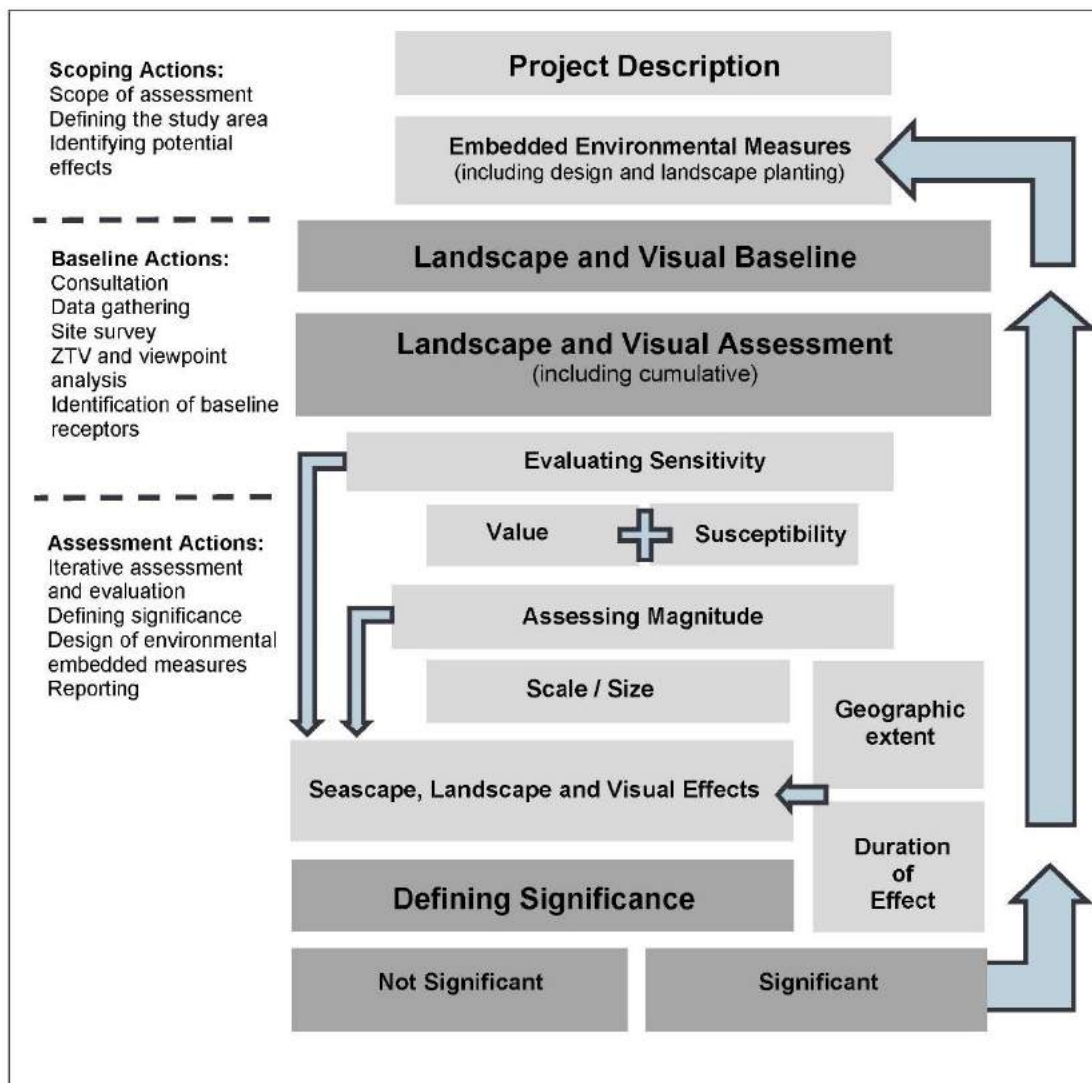 Scoping Actions:
Scope of assessment
Defining the study area
Identifying potential
effects
Baseline Actions:
Consultation
Data gathering
Site survey
ZTV and viewpoint
analysis
Identification of baseline
receptors
Assessment Actions:
Iterative assessment
and evaluation
Defining significance
Design of environmental
embedded measures
Reporting
Project Description
Embedded Environmental Measures
(including design and landscape planting)
Landscape and Visual Baseline
Landscape and Visual Assessment
(including cumulative)
Evaluating Sensitivity
Value
Susceptibility
Assessing Magnitude
Scale / Size
Geographic
extent
Seascape, Landscape and Visual Effects
Duration
of
Effect
Defining Significance
Not Significant
Significant